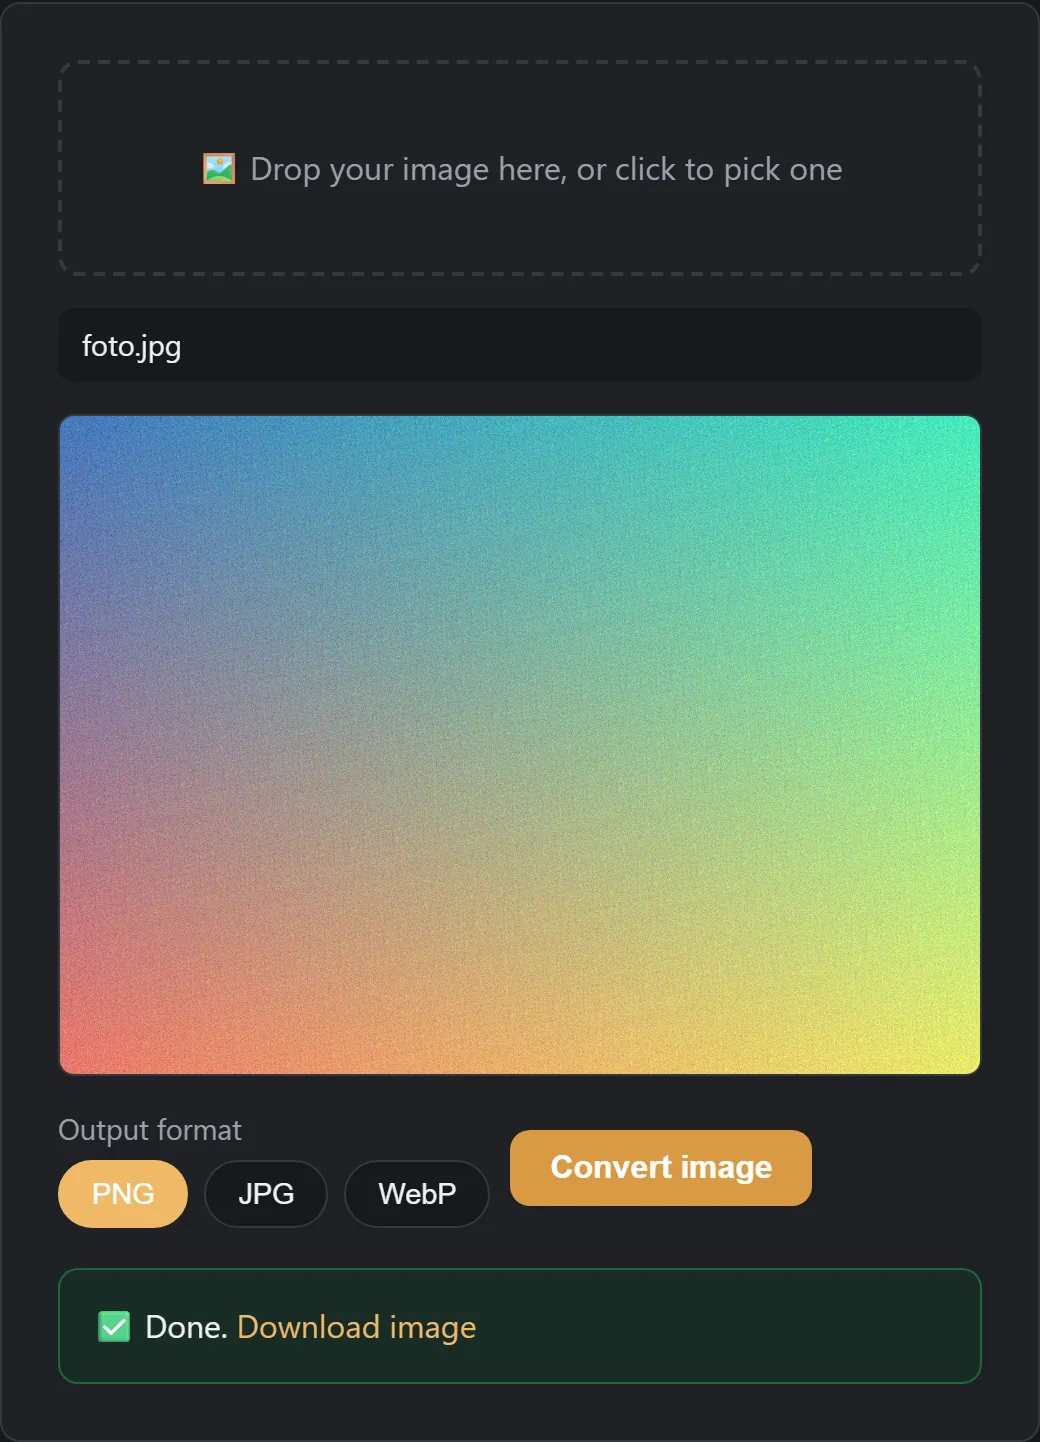 Drop your image here, or click to pick one
foto.jpg
Output format
PNG JPG WebP Convert image
Done. Download image